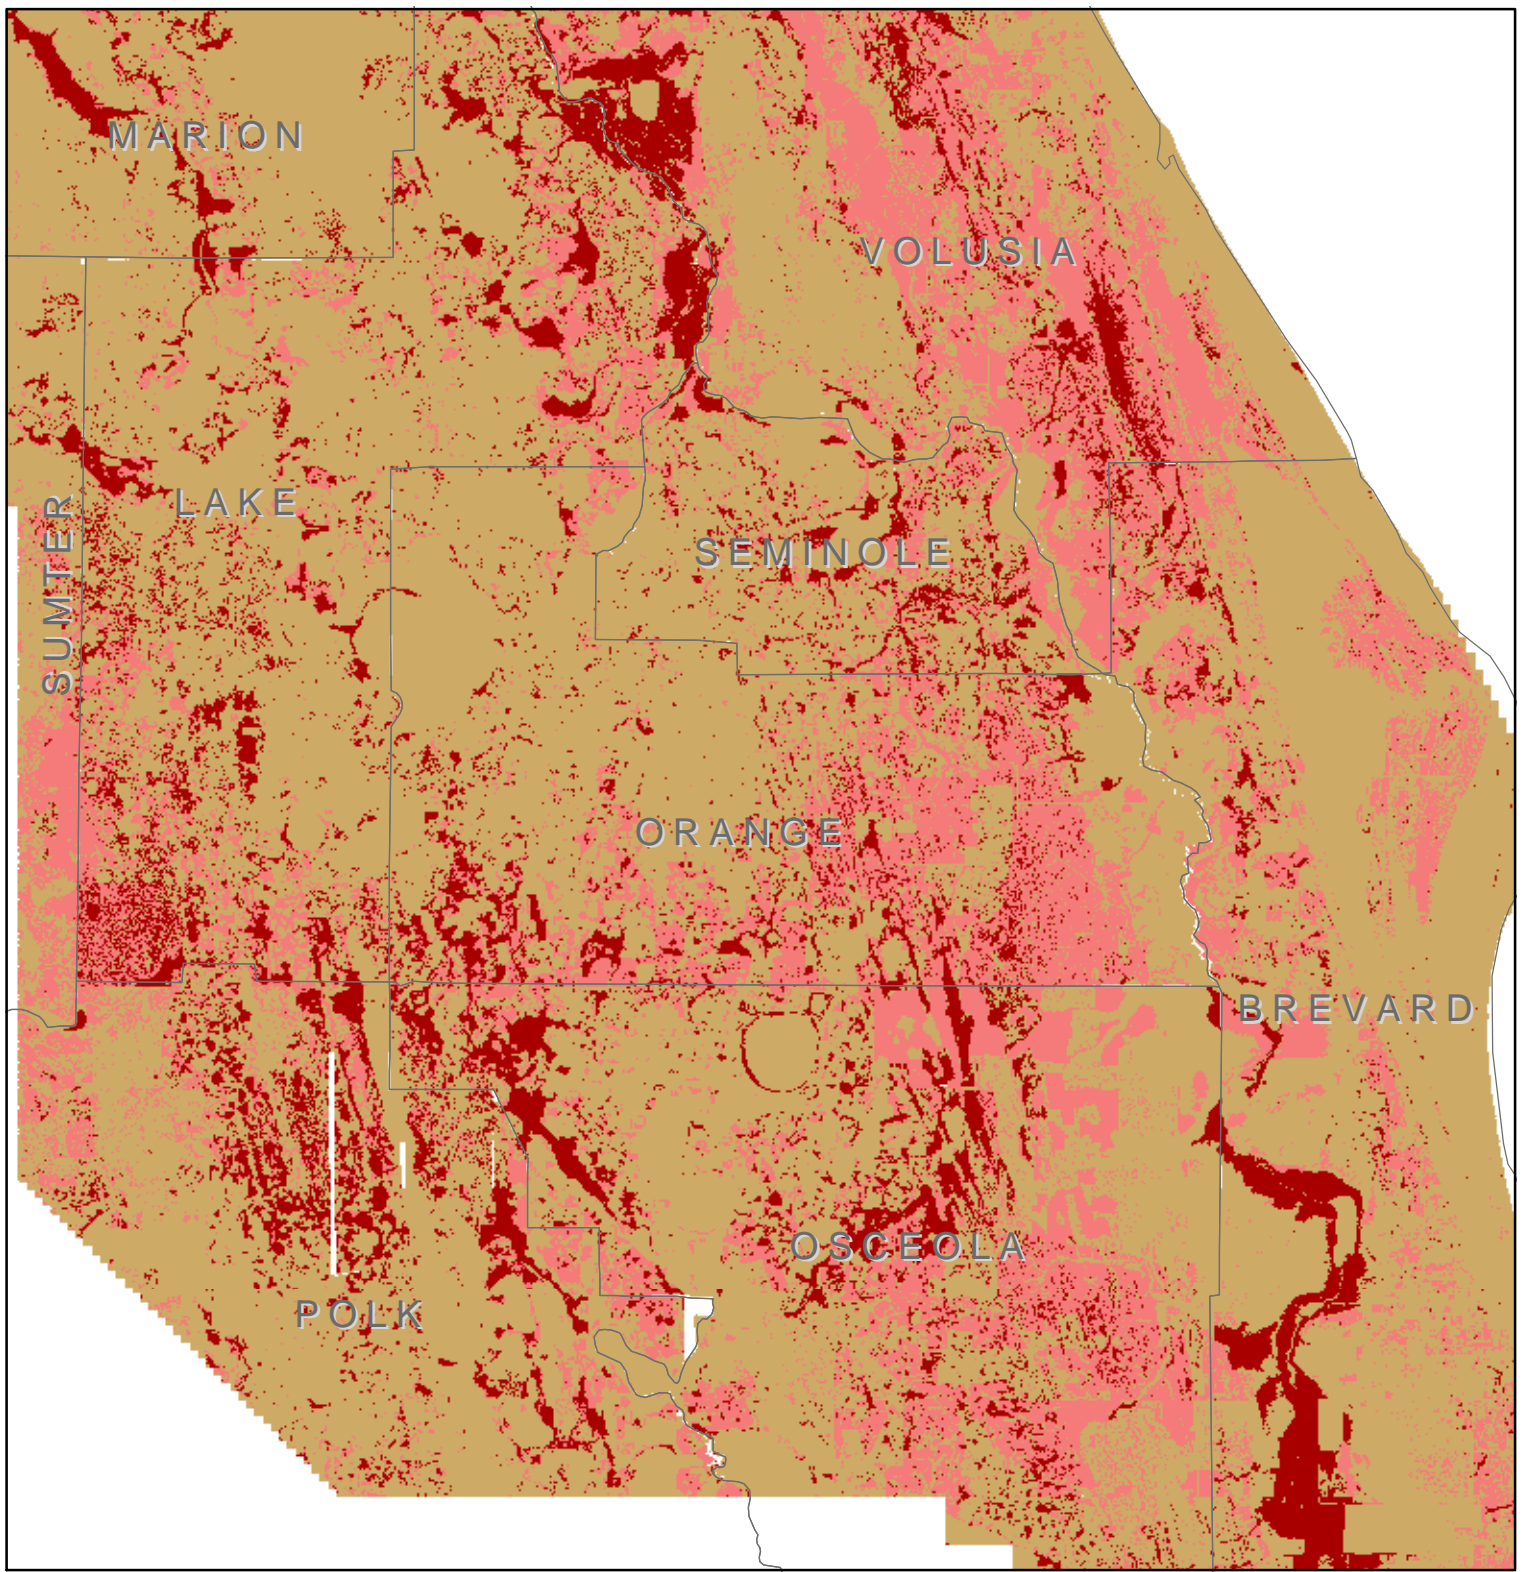 MARION
VOLUSIA
LAKE
SUMTER
SEMINOLE
ORANGE
BREVARD
OSCEOLA
POLK